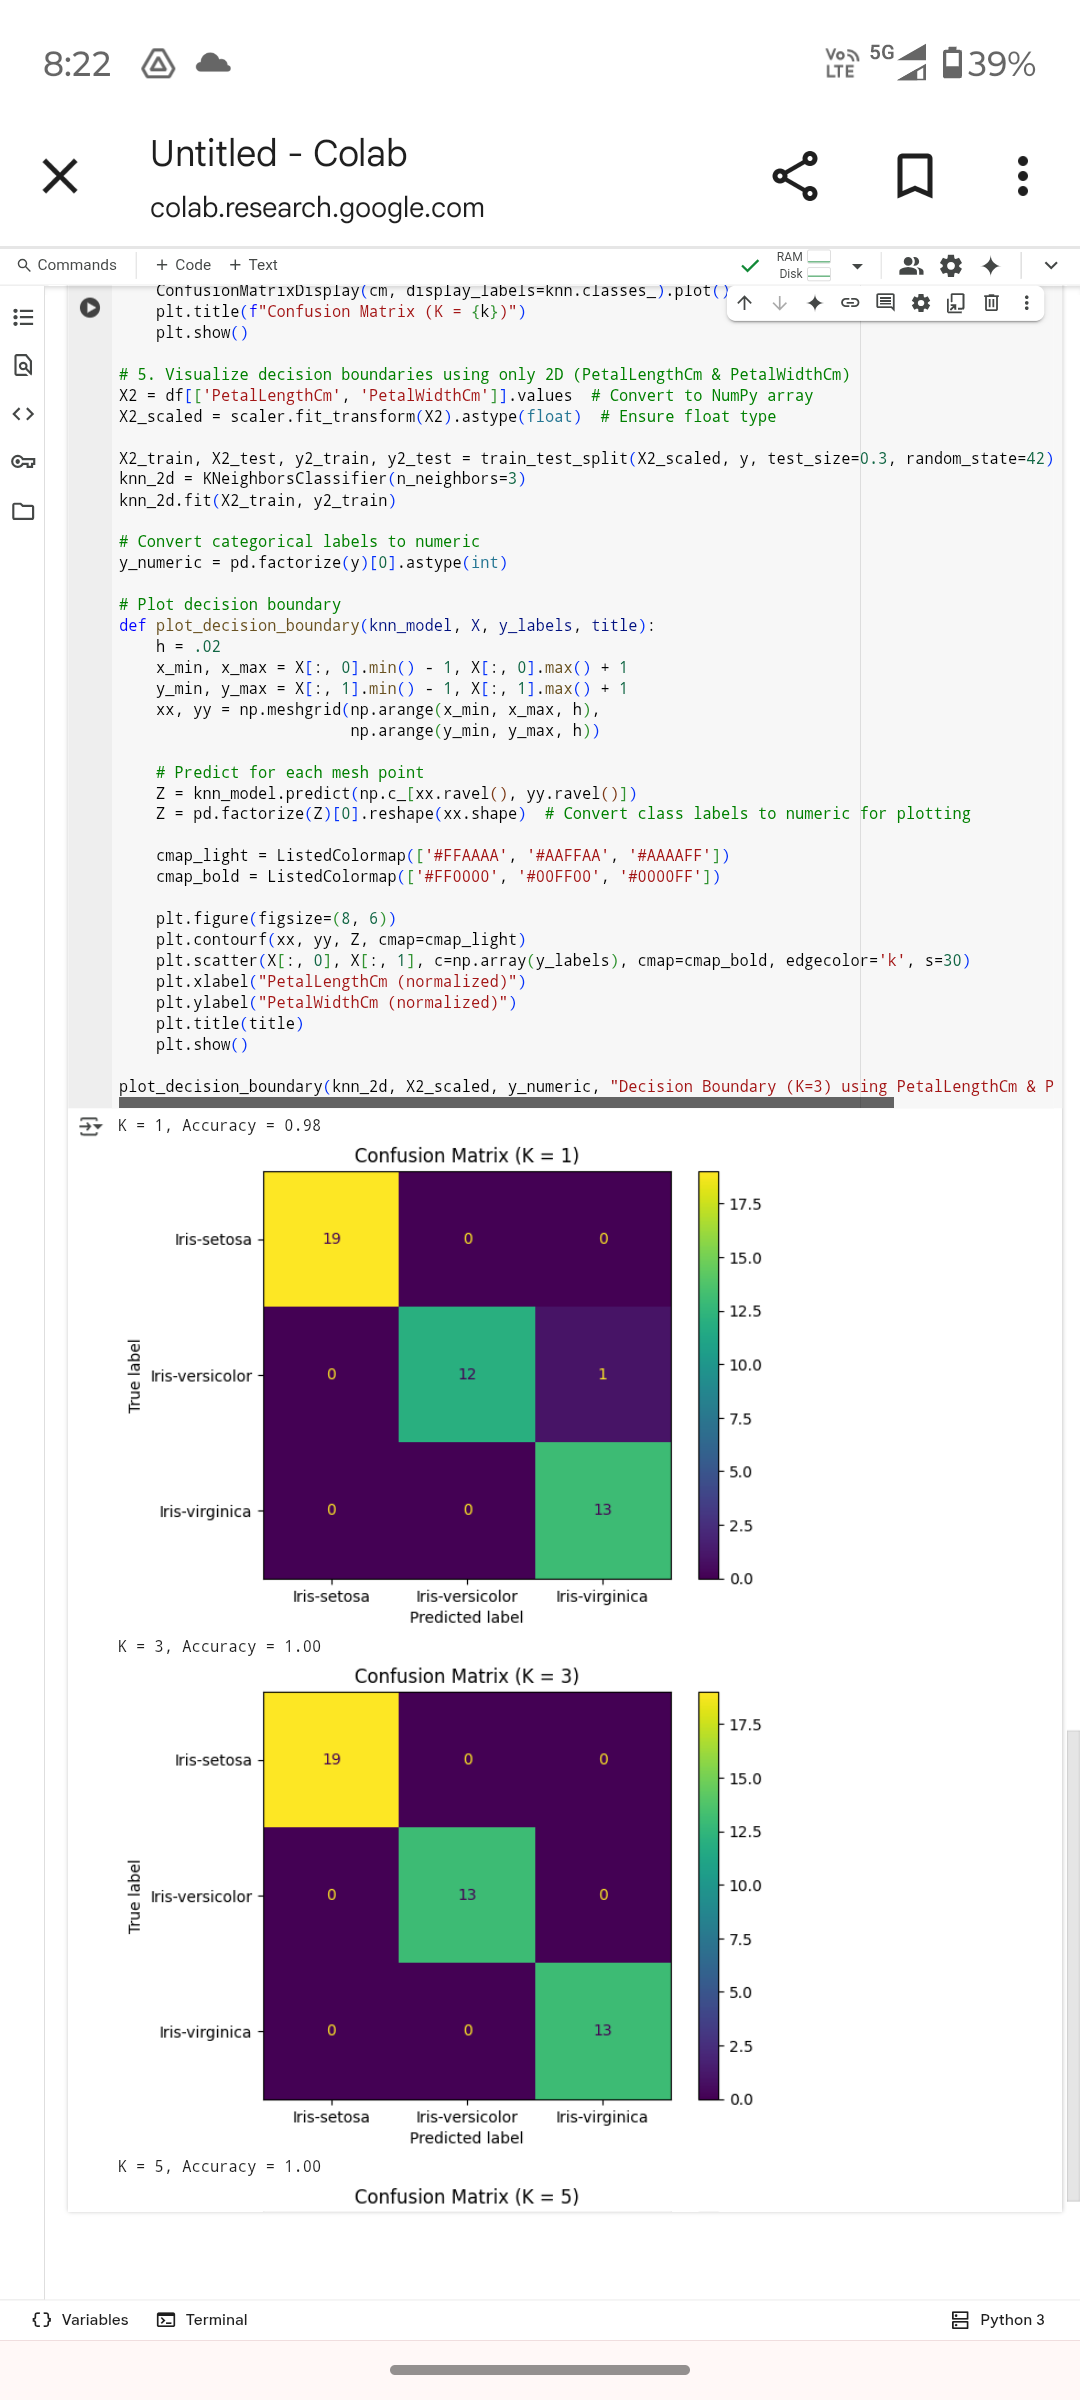 8:22
Vo)) LTE 5G 39%
Untitled - Colab
colab.research.google.com
Commands + Code + Text RAM Disk
    ConfusionMatrixDisplay(cm, display_labels=knn.classes_).plot()
    plt.title(f"Confusion Matrix (K = {k})")
    plt.show()
# 5. Visualize decision boundaries using only 2D (PetalLengthCm & PetalWidthCm)
X2 = df[['PetalLengthCm', 'PetalWidthCm']].values  # Convert to NumPy array
X2_scaled = scaler.fit_transform(X2).astype(float)  # Ensure float type
X2_train, X2_test, y2_train, y2_test = train_test_split(X2_scaled, y, test_size=0.3, random_state=42)
knn_2d = KNeighborsClassifier(n_neighbors=3)
knn_2d.fit(X2_train, y2_train)
# Convert categorical labels to numeric
y_numeric = pd.factorize(y)[0].astype(int)
# Plot decision boundary
def plot_decision_boundary(knn_model, X, y_labels, title):
    h = .02
    x_min, x_max = X[:, 0].min() - 1, X[:, 0].max() + 1
    y_min, y_max = X[:, 1].min() - 1, X[:, 1].max() + 1
    xx, yy = np.meshgrid(np.arange(x_min, x_max, h),
                         np.arange(y_min, y_max, h))
    # Predict for each mesh point
    Z = knn_model.predict(np.c_[xx.ravel(), yy.ravel()])
    Z = pd.factorize(Z)[0].reshape(xx.shape)  # Convert class labels to numeric for plotting
    cmap_light = ListedColormap(['#FFAAAA', '#AAFFAA', '#AAAAFF'])
    cmap_bold = ListedColormap(['#FF0000', '#00FF00', '#0000FF'])
    plt.figure(figsize=(8, 6))
    plt.contourf(xx, yy, Z, cmap=cmap_light)
    plt.scatter(X[:, 0], X[:, 1], c=np.array(y_labels), cmap=cmap_bold, edgecolor='k', s=30)
    plt.xlabel("PetalLengthCm (normalized)")
    plt.ylabel("PetalWidthCm (normalized)")
    plt.title(title)
    plt.show()
plot_decision_boundary(knn_2d, X2_scaled, y_numeric, "Decision Boundary (K=3) using PetalLengthCm & P
K = 1, Accuracy = 0.98
Confusion Matrix (K = 1)
17.5
Iris-setosa 19 0 0
15.0
12.5
True label
Iris-versicolor 0 12 1
10.0
7.5
5.0
Iris-virginica 0 0 13
2.5
0.0
Iris-setosa Iris-versicolor Iris-virginica
Predicted label
K = 3, Accuracy = 1.00
Confusion Matrix (K = 3)
17.5
Iris-setosa 19 0 0
15.0
12.5
True label
Iris-versicolor 0 13 0
10.0
7.5
5.0
Iris-virginica 0 0 13
2.5
0.0
Iris-setosa Iris-versicolor Iris-virginica
Predicted label
K = 5, Accuracy = 1.00
Confusion Matrix (K = 5)
Variables Terminal Python 3